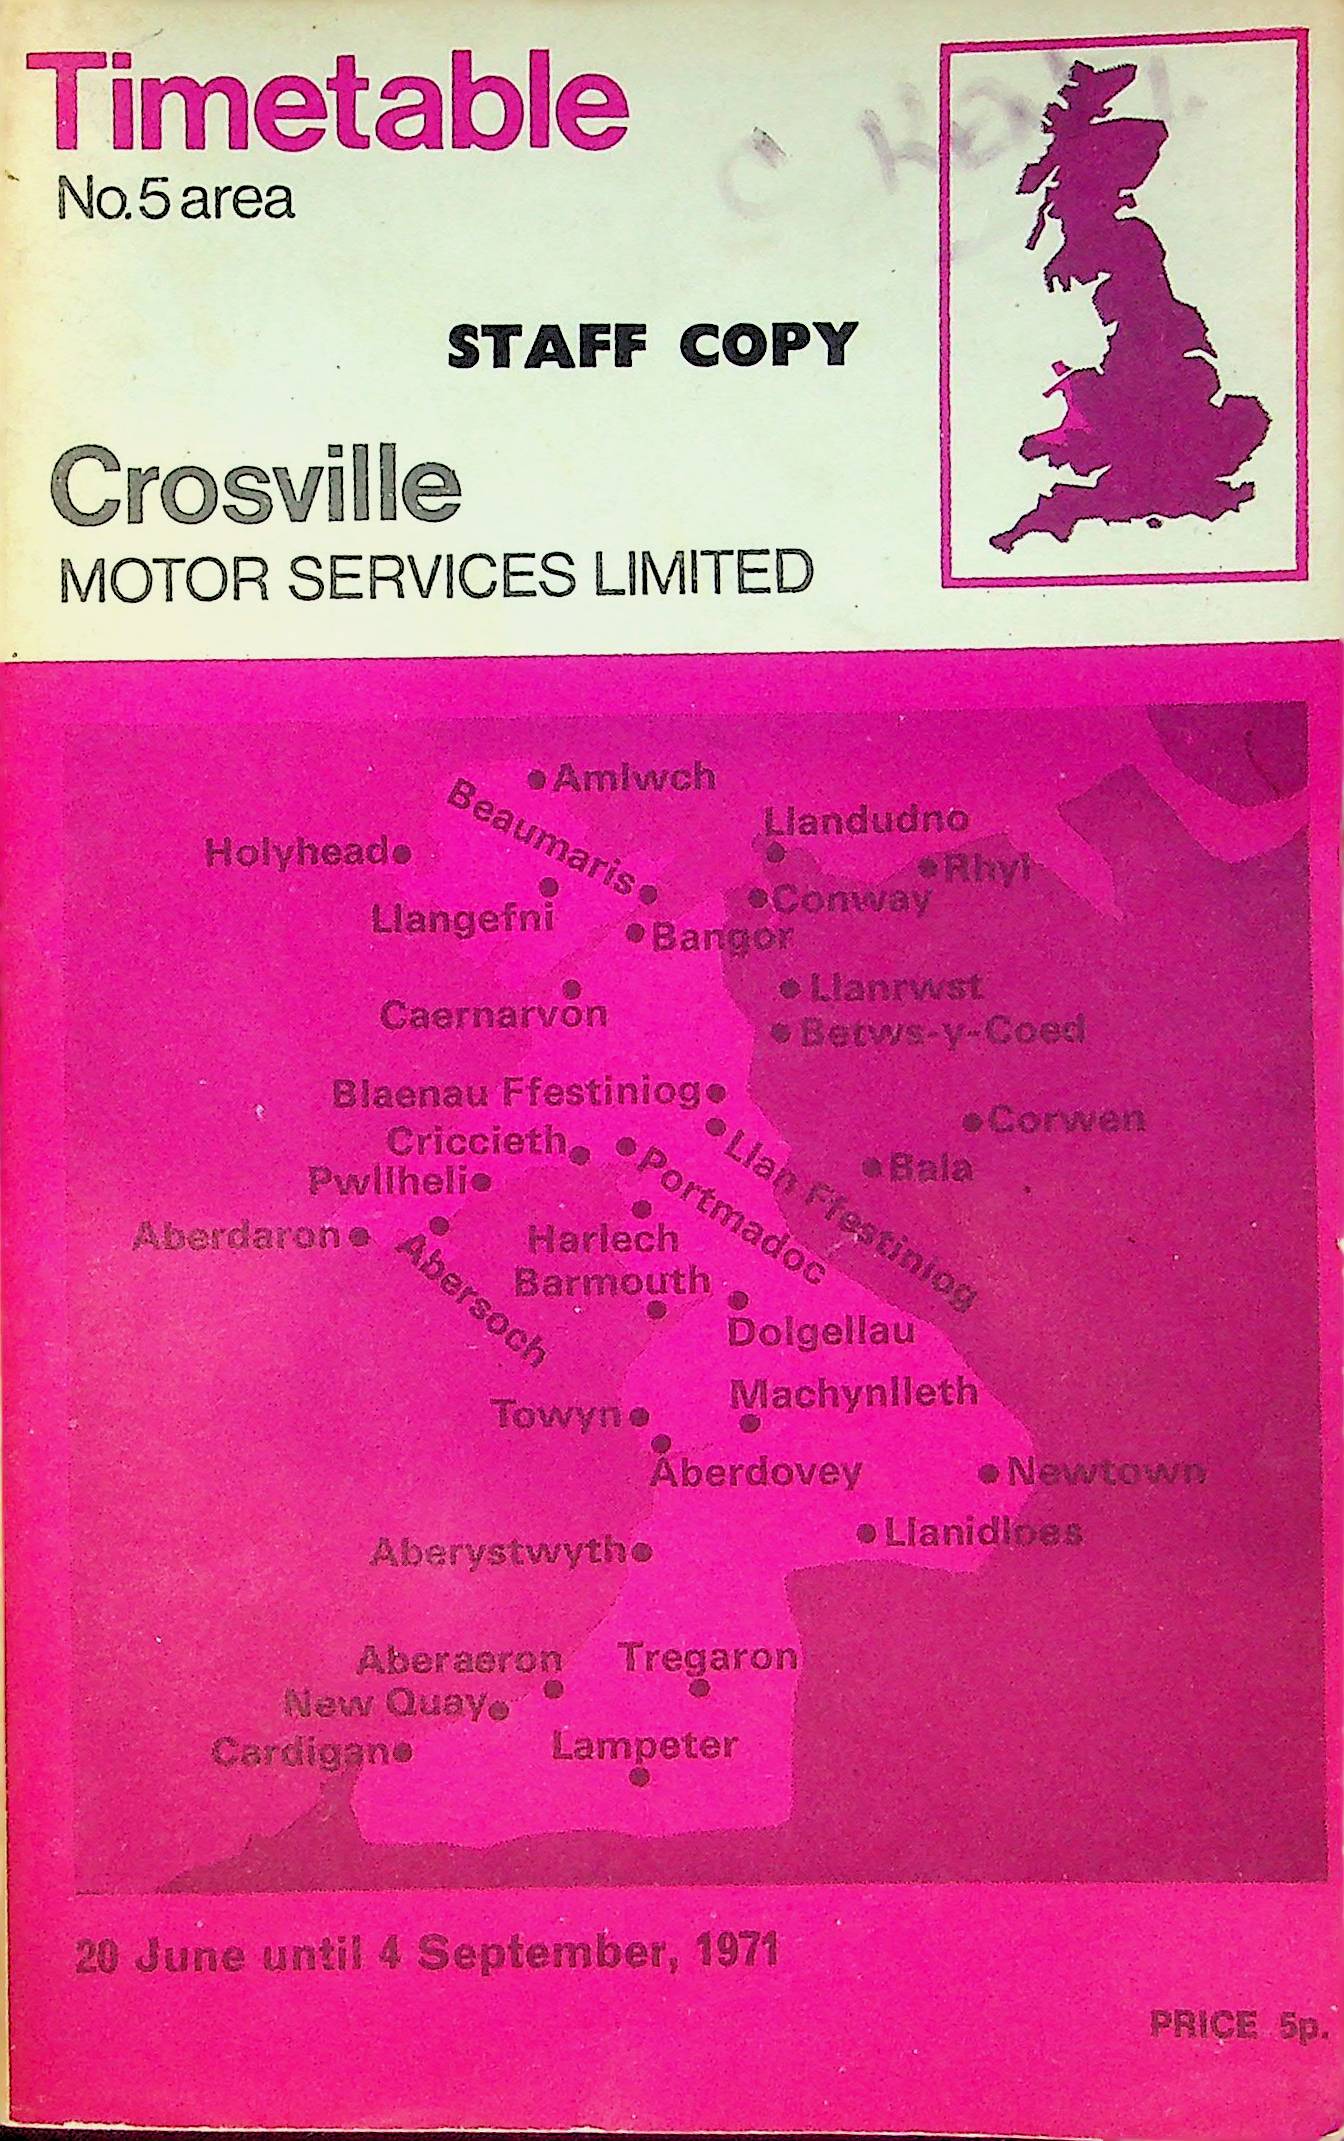 Timetable
No. 5 area
STAFF COPY
Crosville
MOTOR SERVICES LIMITED
Amlwch
Beaumaris
Llandudno
Holyhead
Rhyl
Conway
Llangefni
Bangor
Llanrwst
Caernarvon
Betws-y-Coed
Blaenau Ffestiniog
Corwen
Criccieth
Portmadoc
Llan Ffestiniog
Bala
Pwllheli
Aberdaron
Abersoch
Harlech
Barmouth
Dolgellau
Machynlleth
Towyn
Aberdovey
Newtown
Llanidloes
Aberystwyth
Aberaeron
Tregaron
New Quay
Cardigan
Lampeter
20 June until 4 September, 1971
PRICE 5p.